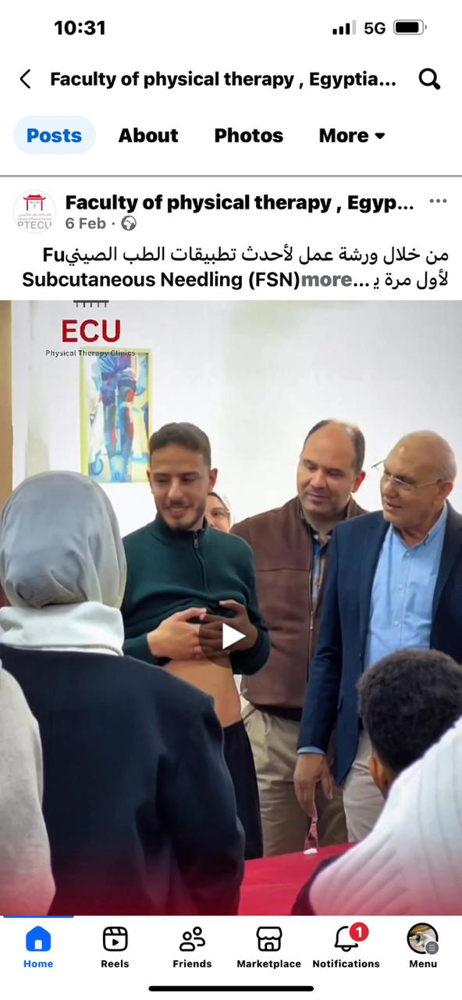 10:31
5G
Faculty of physical therapy , Egyptia...
Posts
About
Photos
More
Faculty of physical therapy , Egyp...
PTECU
6 Feb ·
من خلال ورشة عمل لأحدث تطبيقات الطب الصينيFu
Subcutaneous Needling (FSN) لأول مرة ي ...more
ECU
Physical Therapy Clinics
1
Home
Reels
Friends
Marketplace
Notifications
Menu